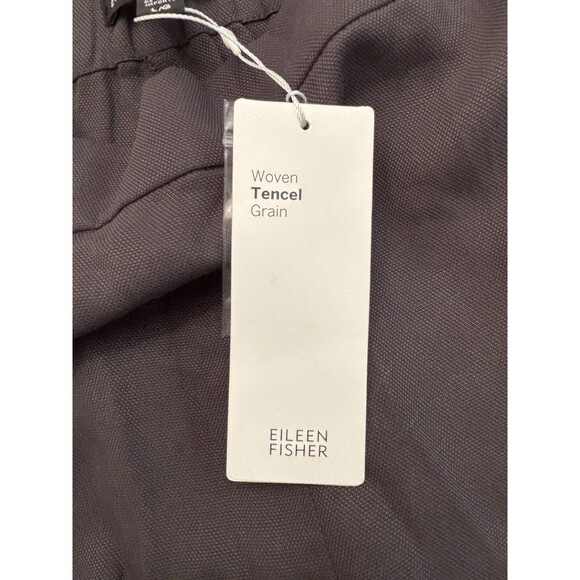 L/G
Woven
Tencel
Grain
EILEEN
FISHER